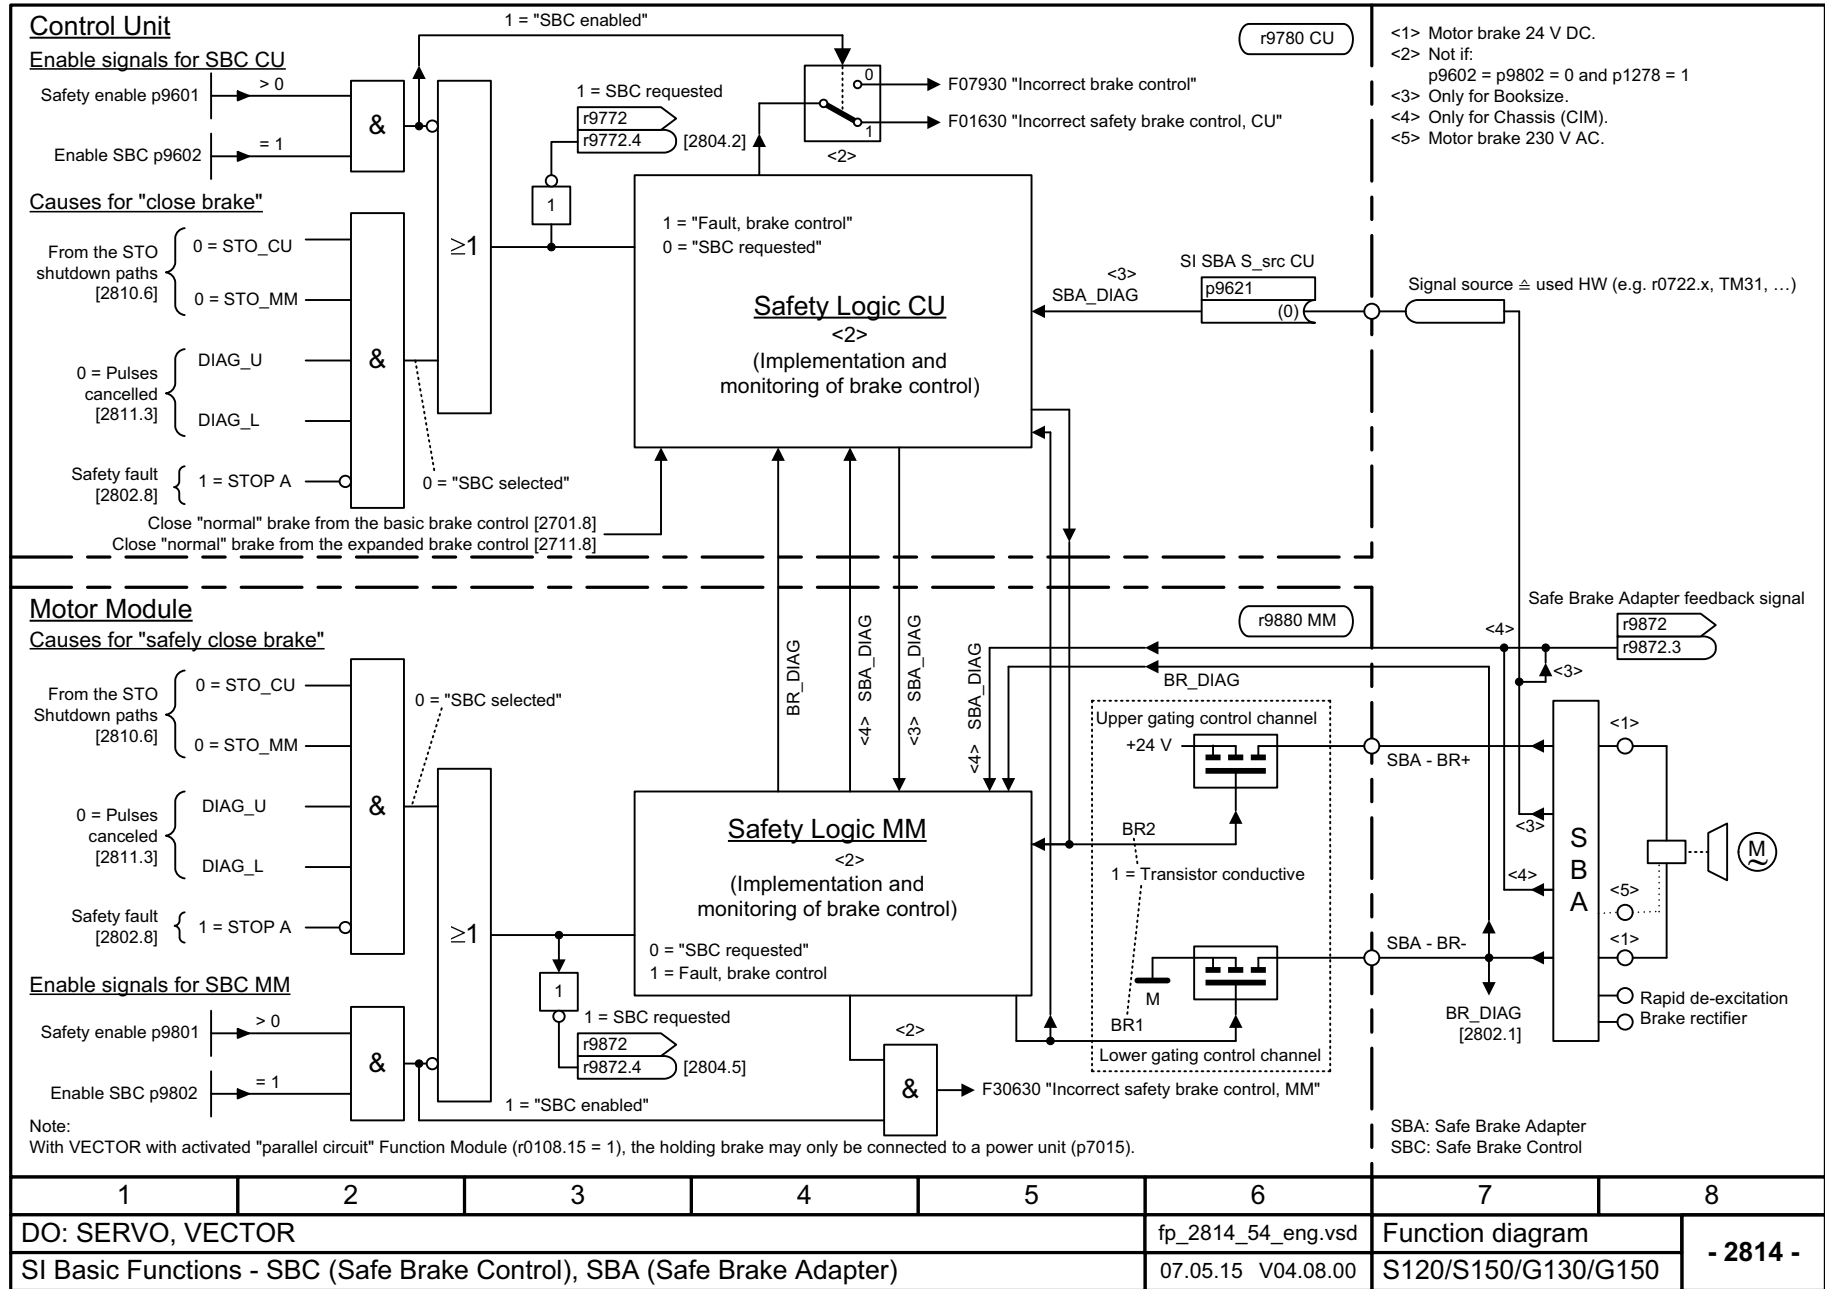 Control Unit
Enable signals for SBC CU
Safety enable p9601
> 0
Enable SBC p9602
= 1
&
1 = "SBC enabled"
Causes for "close brake"
From the STO
shutdown paths
[2810.6]
0 = STO_CU
0 = STO_MM
0 = Pulses
cancelled
[2811.3]
DIAG_U
DIAG_L
Safety fault
[2802.8]
1 = STOP A
&
≥1
0 = "SBC selected"
Close "normal" brake from the basic brake control [2701.8]
Close "normal" brake from the expanded brake control [2711.8]
1 = SBC requested
r9772
r9772.4
[2804.2]
1
0
1
<2>
F07930 "Incorrect brake control"
F01630 "Incorrect safety brake control, CU"
r9780 CU
1 = "Fault, brake control"
0 = "SBC requested"
Safety Logic CU
<2>
(Implementation and
monitoring of brake control)
<3>
SBA_DIAG
SI SBA S_src CU
p9621
(0)
<1> Motor brake 24 V DC.
<2> Not if:
p9602 = p9802 = 0 and p1278 = 1
<3> Only for Booksize.
<4> Only for Chassis (CIM).
<5> Motor brake 230 V AC.
Signal source ≙ used HW (e.g. r0722.x, TM31, …)
Motor Module
Causes for "safely close brake"
From the STO
Shutdown paths
[2810.6]
0 = STO_CU
0 = STO_MM
0 = Pulses
canceled
[2811.3]
DIAG_U
DIAG_L
Safety fault
[2802.8]
1 = STOP A
&
0 = "SBC selected"
≥1
Enable signals for SBC MM
Safety enable p9801
> 0
Enable SBC p9802
= 1
&
1 = "SBC enabled"
1
1 = SBC requested
r9872
r9872.4
[2804.5]
BR_DIAG
<4> SBA_DIAG
<3> SBA_DIAG
<4> SBA_DIAG
r9880 MM
BR_DIAG
Safety Logic MM
<2>
(Implementation and
monitoring of brake control)
0 = "SBC requested"
1 = Fault, brake control
<2>
&
F30630 "Incorrect safety brake control, MM"
Upper gating control channel
+24 V
BR2
1 = Transistor conductive
M
BR1
Lower gating control channel
Safe Brake Adapter feedback signal
r9872
r9872.3
<4>
<3>
SBA - BR+
<3>
<4>
SBA - BR-
BR_DIAG
[2802.1]
S
B
A
<1>
<5>
<1>
M
~
Rapid de-excitation
Brake rectifier
SBA: Safe Brake Adapter
SBC: Safe Brake Control
Note:
With VECTOR with activated "parallel circuit" Function Module (r0108.15 = 1), the holding brake may only be connected to a power unit (p7015).
1 2 3 4 5 6 7 8
DO: SERVO, VECTOR
fp_2814_54_eng.vsd
Function diagram
- 2814 -
SI Basic Functions - SBC (Safe Brake Control), SBA (Safe Brake Adapter)
07.05.15 V04.08.00
S120/S150/G130/G150